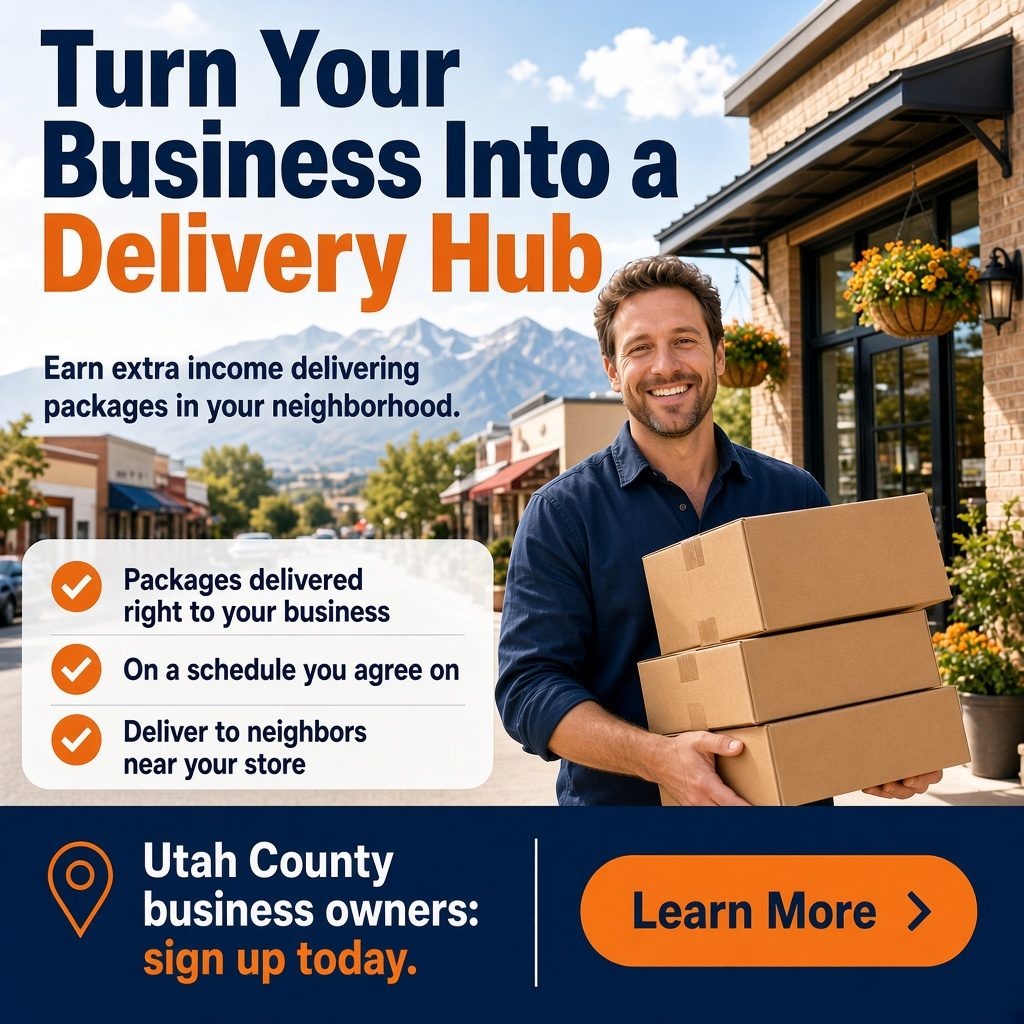 Turn Your
Business Into a
Delivery Hub
Earn extra income delivering
packages in your neighborhood.
Packages delivered
right to your business
On a schedule you agree on
Deliver to neighbors
near your store
Utah County
business owners:
sign up today.
Learn More